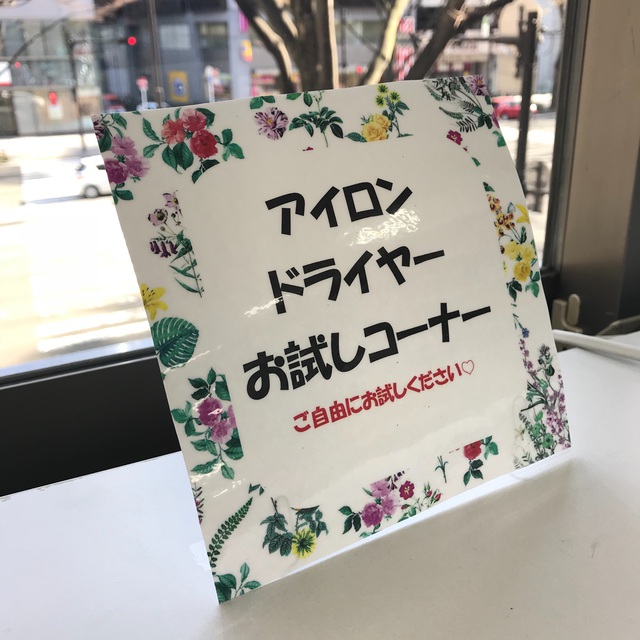 アイロン
ドライヤー
お試しコーナー
ご自由にお試しください♡